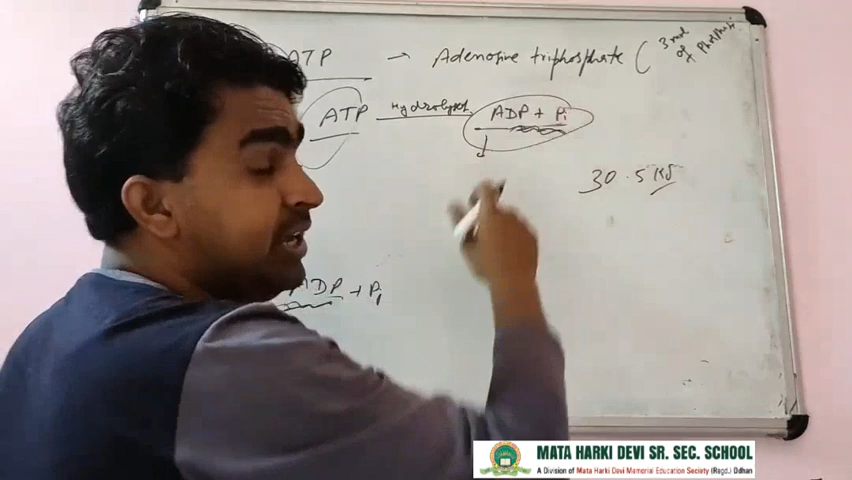 ATP → Adenosine triphosphate ( 3 mol of Phosphate
ATP Hydrolysis ADP + Pi
30.5 KJ
ADP + Pi
MATA HARKI DEVI SR. SEC. SCHOOL
A Division of Mata Harki Devi Memorial Education Society (Regd.) Odhan